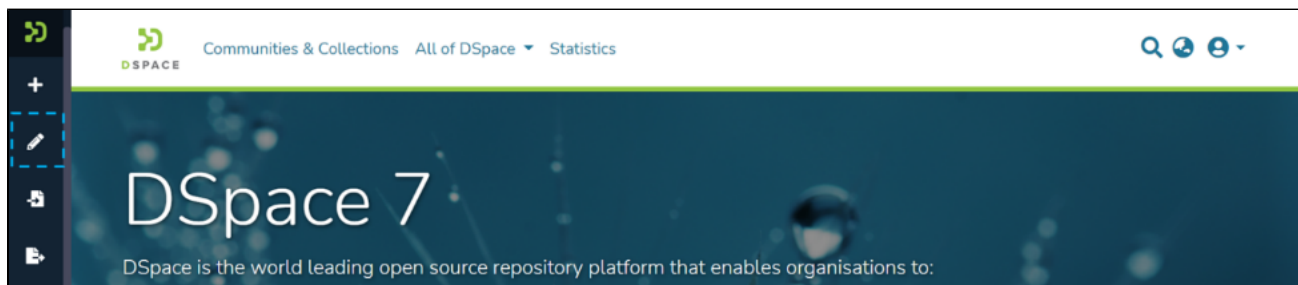 DSPACE
Communities & Collections All of DSpace Statistics
DSpace 7
DSpace is the world leading open source repository platform that enables organisations to: